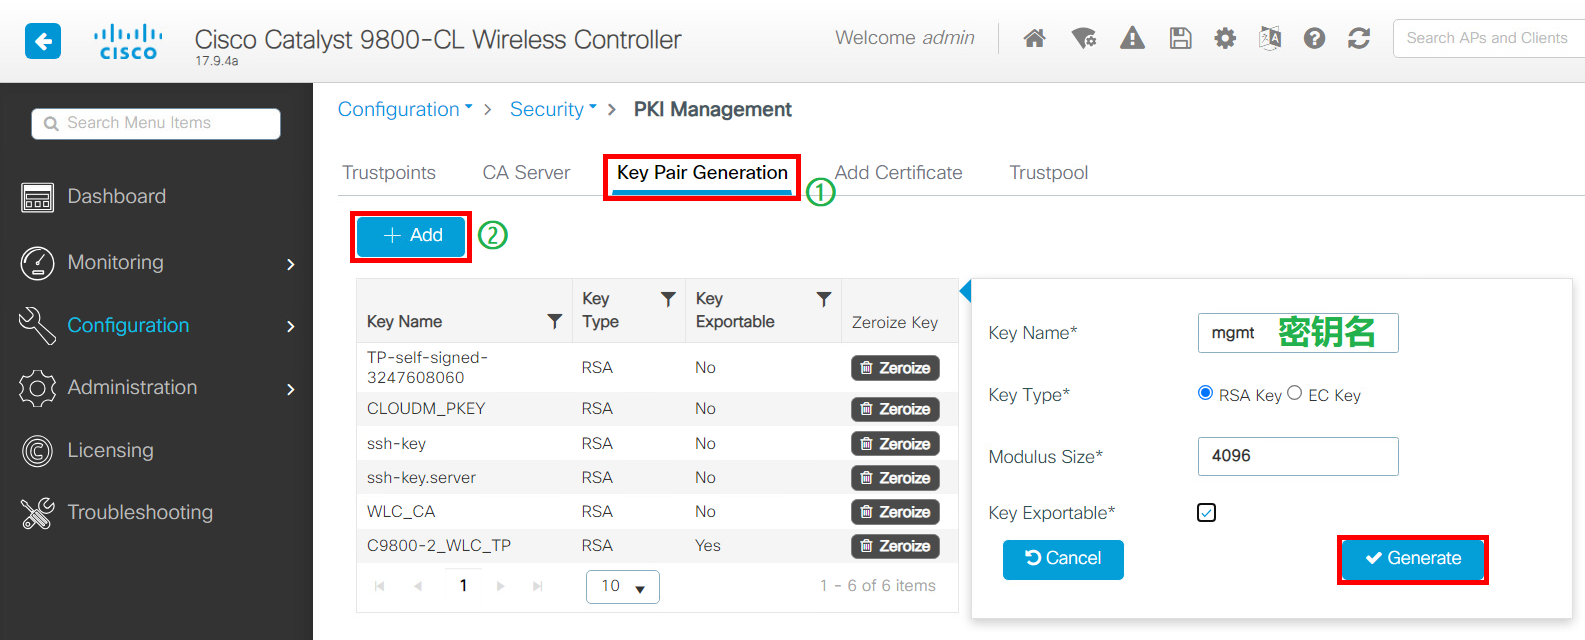 CISCO
Cisco Catalyst 9800-CL Wireless Controller
17.9.4a
Welcome admin
Search APs and Clients
Search Menu Items
Dashboard
Monitoring
Configuration
Administration
Licensing
Troubleshooting
Configuration > Security > PKI Management
Trustpoints CA Server Key Pair Generation ① Add Certificate Trustpool
+ Add ②
Key Name Key Type Key Exportable Zeroize Key
TP-self-signed-3247608060 RSA No Zeroize
CLOUDM_PKEY RSA No Zeroize
ssh-key RSA No Zeroize
ssh-key.server RSA No Zeroize
WLC_CA RSA No Zeroize
C9800-2_WLC_TP RSA Yes Zeroize
1 10 1 - 6 of 6 items
Key Name* mgmt 密钥名
Key Type* RSA Key EC Key
Modulus Size* 4096
Key Exportable*
Cancel Generate